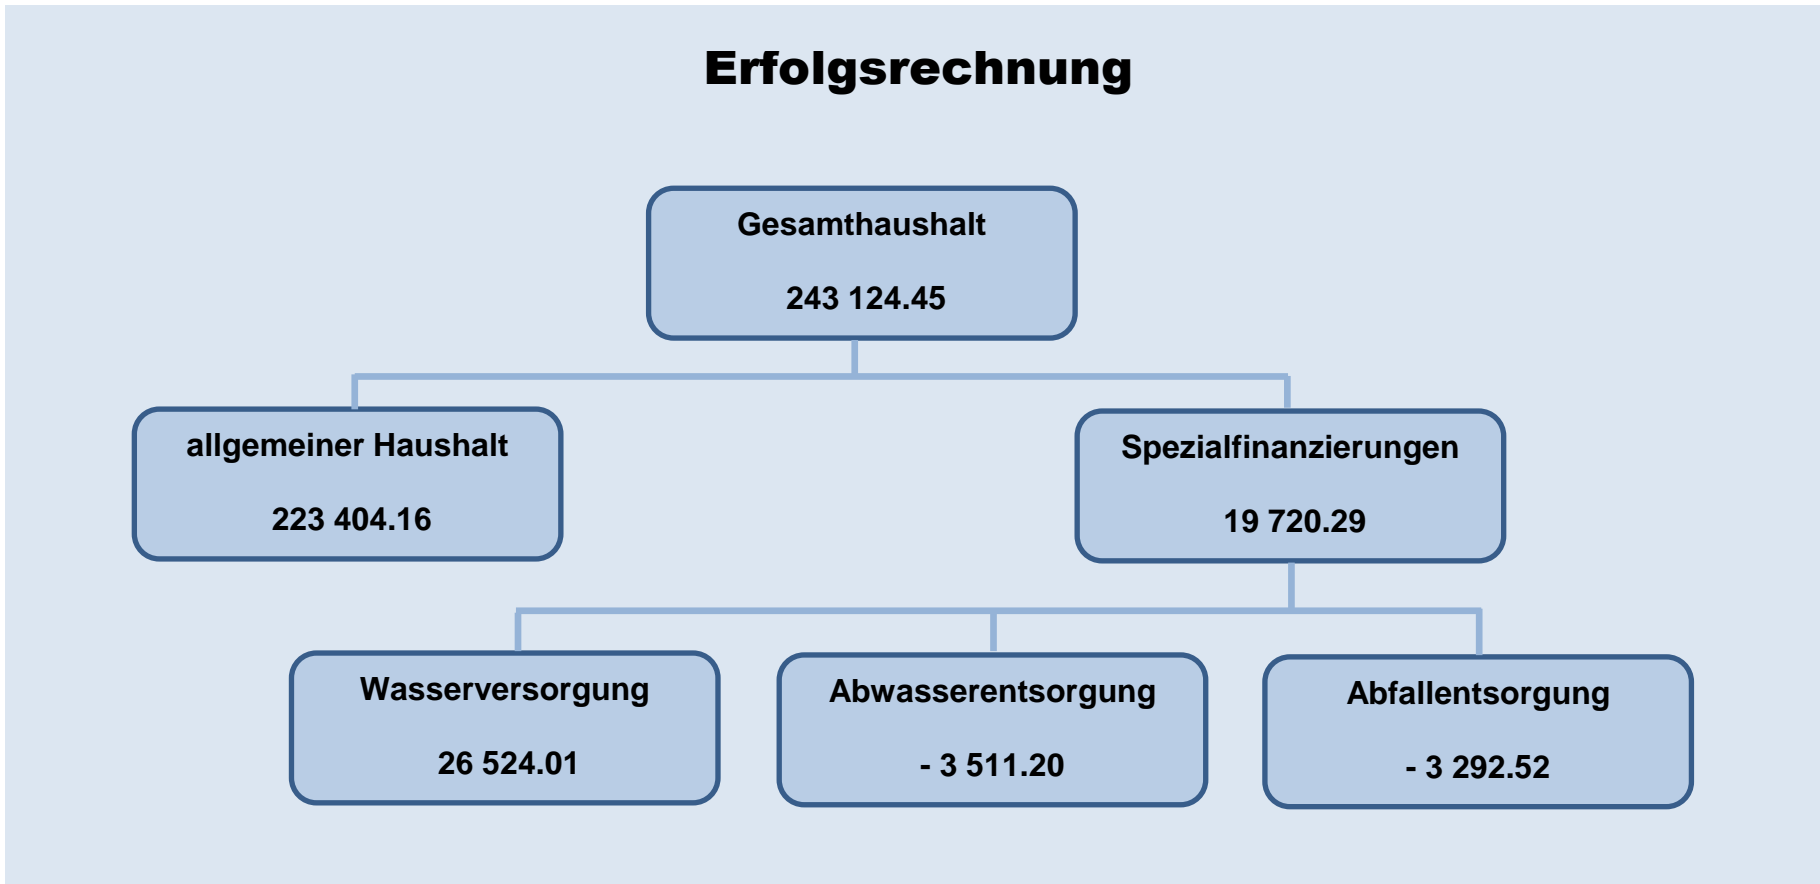 Erfolgsrechnung
Gesamthaushalt
243 124.45
allgemeiner Haushalt
223 404.16
Spezialfinanzierungen
19 720.29
Wasserversorgung
26 524.01
Abwasserentsorgung
- 3 511.20
Abfallentsorgung
- 3 292.52